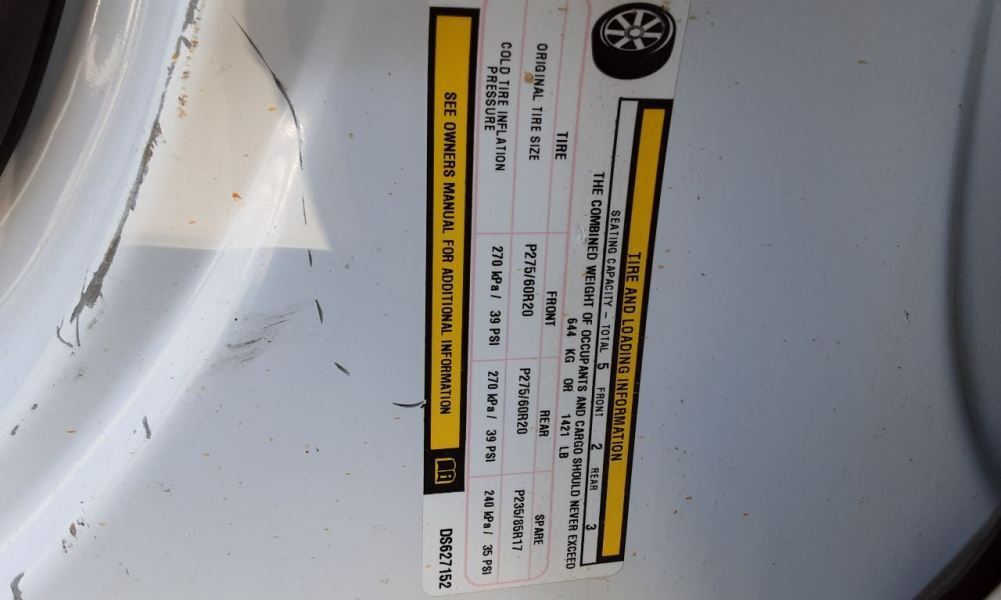 TIRE AND LOADING INFORMATION
SEATING CAPACITY - TOTAL 5 FRONT 2 REAR 3
THE COMBINED WEIGHT OF OCCUPANTS AND CARGO SHOULD NEVER EXCEED
644 KG OR 1421 LB
TIRE FRONT REAR SPARE
ORIGINAL TIRE SIZE P275/60R20 P275/60R20 P235/85R17
COLD TIRE INFLATION PRESSURE 270 kPa / 39 PSI 270 kPa / 39 PSI 240 kPa / 35 PSI
SEE OWNERS MANUAL FOR ADDITIONAL INFORMATION
DS627152